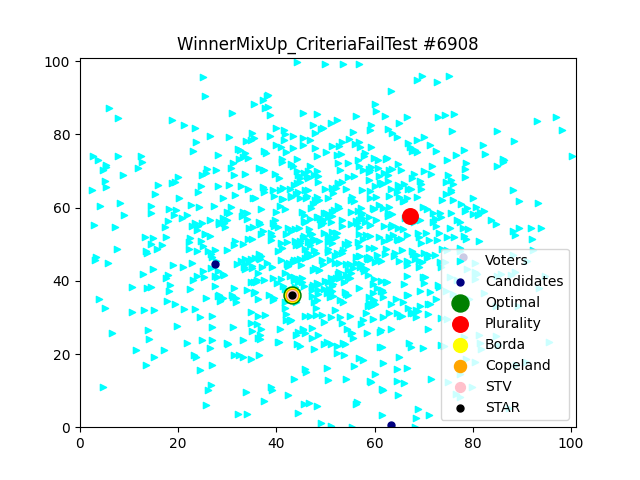 WinnerMixUp_CriteriaFailTest #6908
100
80
60
40
20
0
0 20 40 60 80 100
Voters
Candidates
Optimal
Plurality
Borda
Copeland
STV
STAR